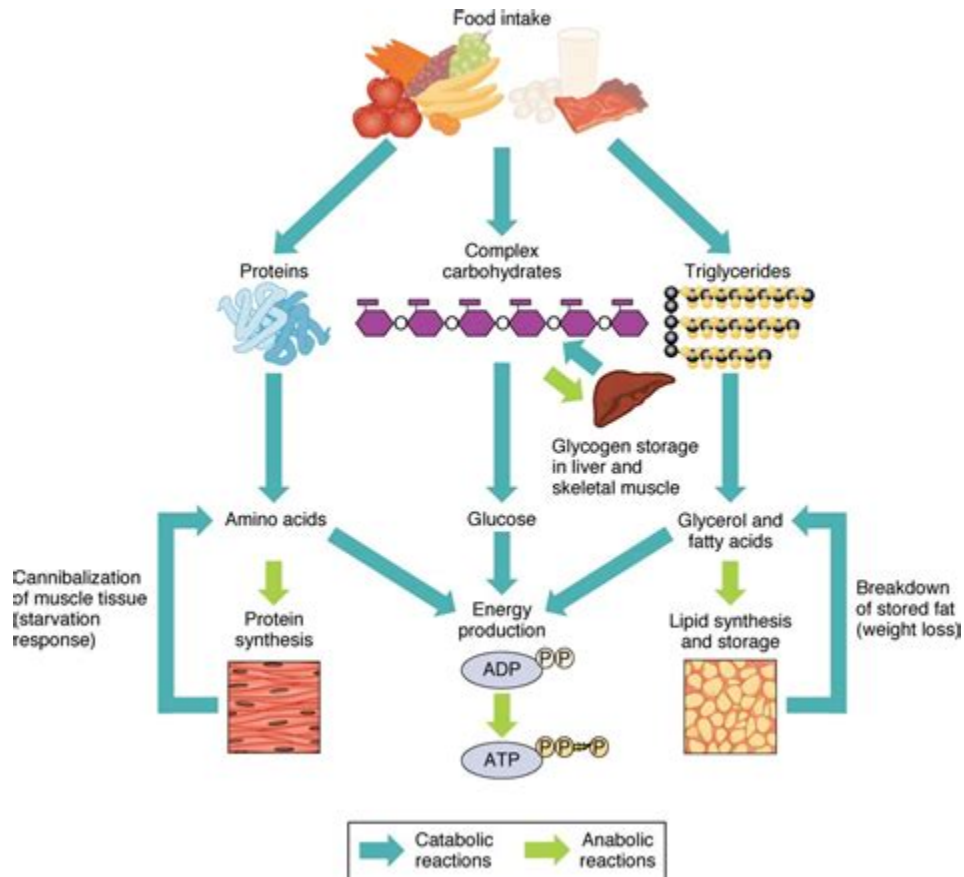 Food intake
Proteins
Complex
carbohydrates
Triglycerides
Glycogen storage
in liver and
skeletal muscle
Amino acids
Glucose
Glycerol and
fatty acids
Cannibalization
of muscle tissue
(starvation
response)
Protein
synthesis
Energy
production
Lipid synthesis
and storage
Breakdown
of stored fat
(weight loss)
ADP P P
ATP P P P
Catabolic
reactions
Anabolic
reactions